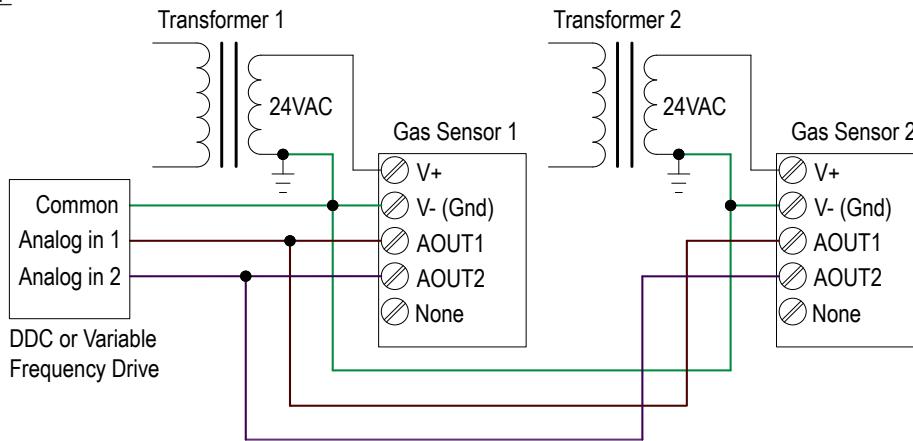 Transformer 1
Transformer 2
24VAC
24VAC
Gas Sensor 1
Gas Sensor 2
V+
V- (Gnd)
AOUT1
AOUT2
None
V+
V- (Gnd)
AOUT1
AOUT2
None
Common
Analog in 1
Analog in 2
DDC or Variable
Frequency Drive